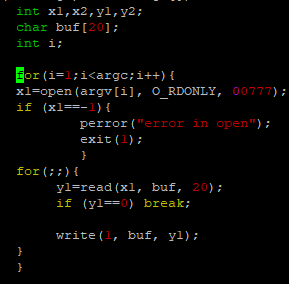 int x1,x2,y1,y2;
char buf[20];
int i;
for(i=1;i<argc;i++){
x1=open(argv[i], O_RDONLY, 00777);
if (x1==-1){
perror("error in open");
exit(1);
}
for(;;){
y1=read(x1, buf, 20);
if (y1==0) break;
write(1, buf, y1);
}
}